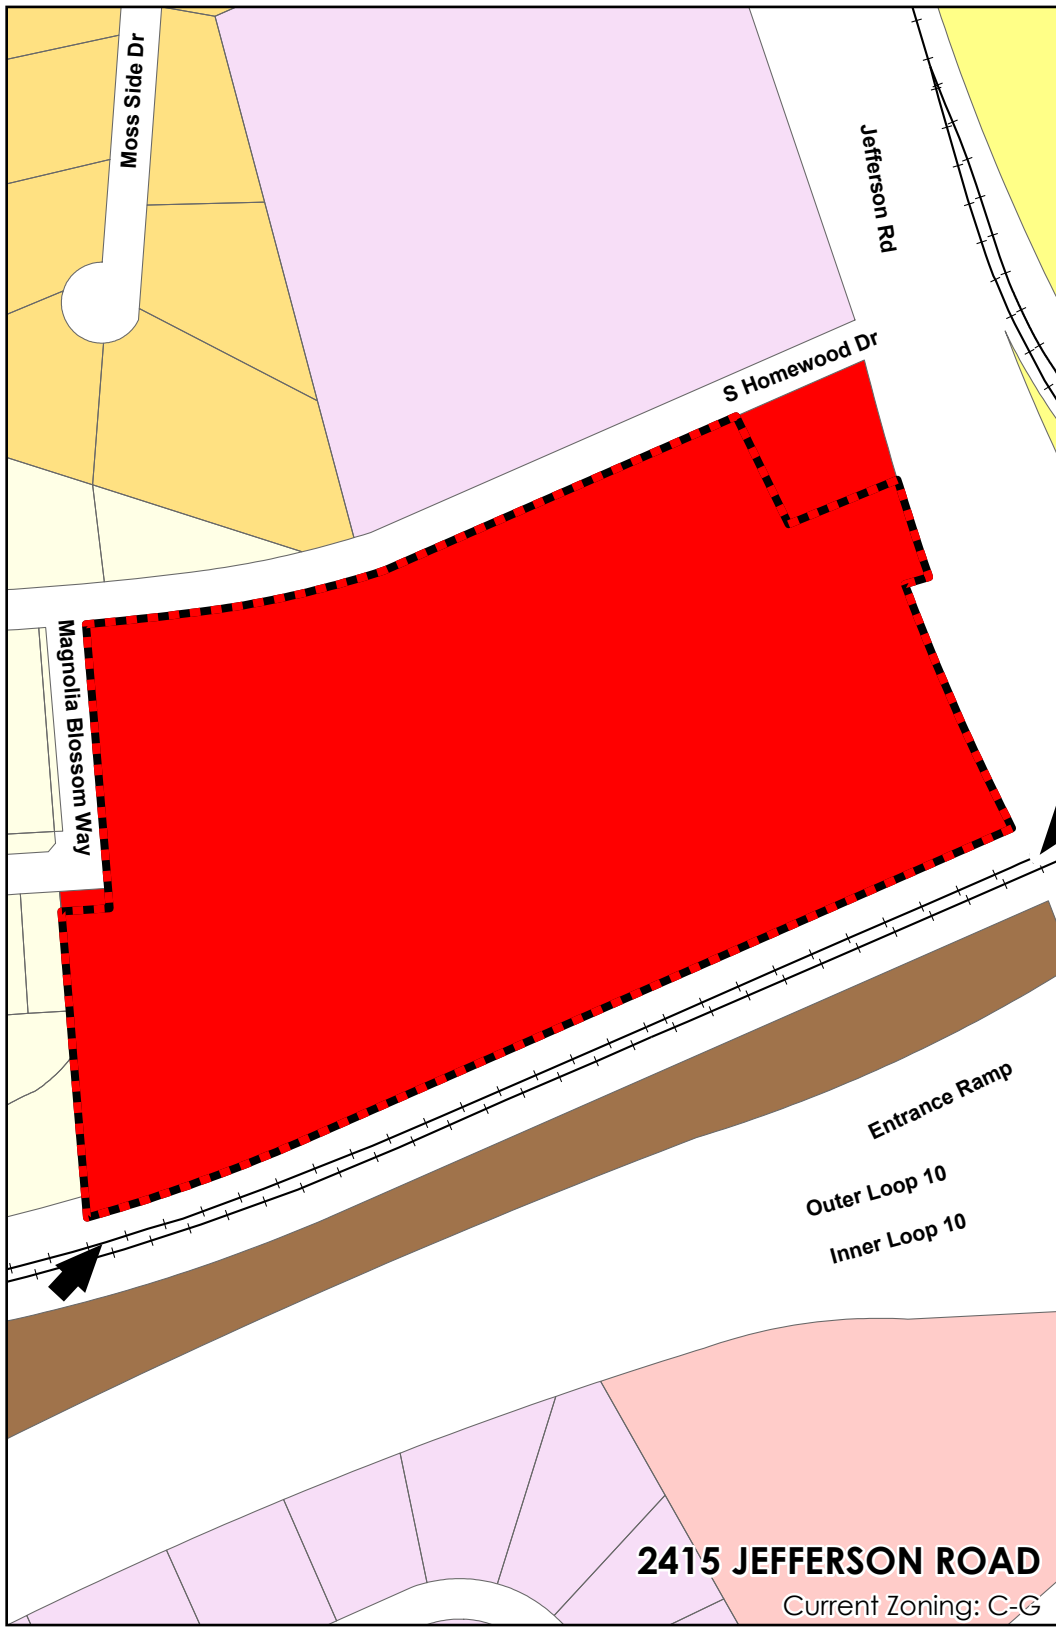 Moss Side Dr
Jefferson Rd
S Homewood Dr
Magnolia Blossom Way
Entrance Ramp
Outer Loop 10
Inner Loop 10
2415 JEFFERSON ROAD
Current Zoning: C-G